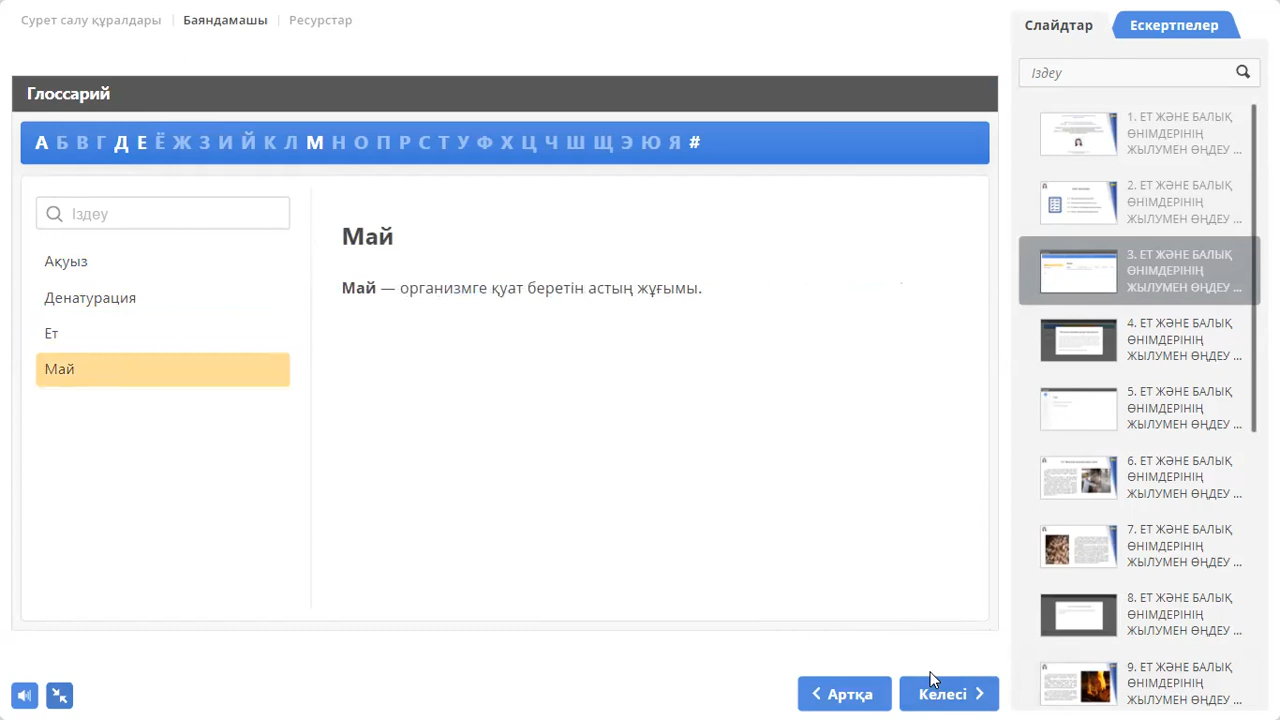 Сурет салу құралдары Баяндамашы Ресурстар
Слайдтар Ескертпелер
Глоссарий
Іздеу
А Б В Г Д Е Ё Ж З И Й К Л М Н О П Р С Т У Ф Х Ц Ч Ш Щ Э Ю Я #
Іздеу
Ақуыз
Денатурация
Ет
Май
Май
Май — организмге қуат беретін астың жұғымы.
1. ЕТ ЖӘНЕ БАЛЫҚ
ӨНІМДЕРІНІҢ
ЖЫЛУМЕН ӨҢДЕУ ...
2. ЕТ ЖӘНЕ БАЛЫҚ
ӨНІМДЕРІНІҢ
ЖЫЛУМЕН ӨҢДЕУ ...
3. ЕТ ЖӘНЕ БАЛЫҚ
ӨНІМДЕРІНІҢ
ЖЫЛУМЕН ӨҢДЕУ ...
4. ЕТ ЖӘНЕ БАЛЫҚ
ӨНІМДЕРІНІҢ
ЖЫЛУМЕН ӨҢДЕУ ...
5. ЕТ ЖӘНЕ БАЛЫҚ
ӨНІМДЕРІНІҢ
ЖЫЛУМЕН ӨҢДЕУ ...
6. ЕТ ЖӘНЕ БАЛЫҚ
ӨНІМДЕРІНІҢ
ЖЫЛУМЕН ӨҢДЕУ ...
7. ЕТ ЖӘНЕ БАЛЫҚ
ӨНІМДЕРІНІҢ
ЖЫЛУМЕН ӨҢДЕУ ...
8. ЕТ ЖӘНЕ БАЛЫҚ
ӨНІМДЕРІНІҢ
ЖЫЛУМЕН ӨҢДЕУ ...
9. ЕТ ЖӘНЕ БАЛЫҚ
ӨНІМДЕРІНІҢ
ЖЫЛУМЕН ӨҢДЕУ ...
Артқа Келесі